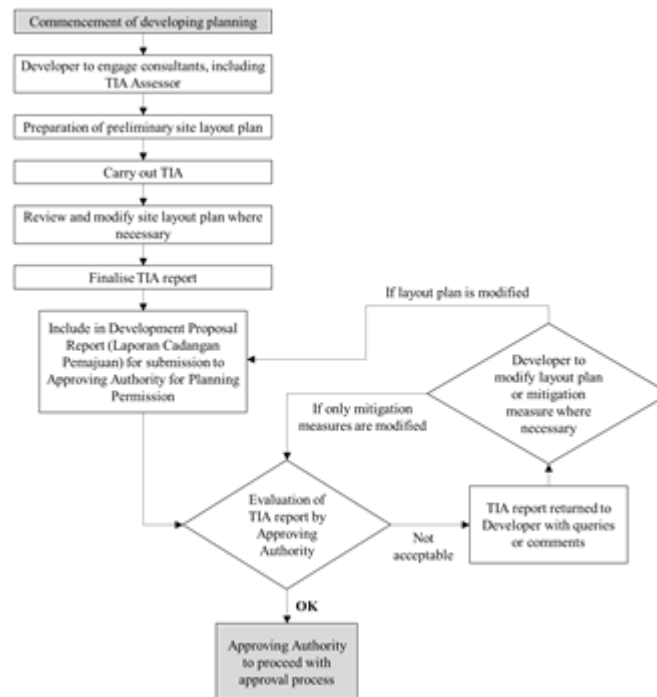 Commencement of developing planning
Developer to engage consultants, including
TIA Assessor
Preparation of preliminary site layout plan
Carry out TIA
Review and modify site layout plan where
necessary
Finalise TIA report
Include in Development Proposal
Report (Laporan Cadangan
Pemajuan) for submission to
Approving Authority for Planning
Permission
If layout plan is modified
Developer to
modify layout plan
or mitigation
measure where
necessary
If only mitigation
measures are modified
Evaluation of
TIA report by
Approving
Authority
Not
acceptable
TIA report returned to
Developer with queries
or comments
OK
Approving Authority
to proceed with
approval process